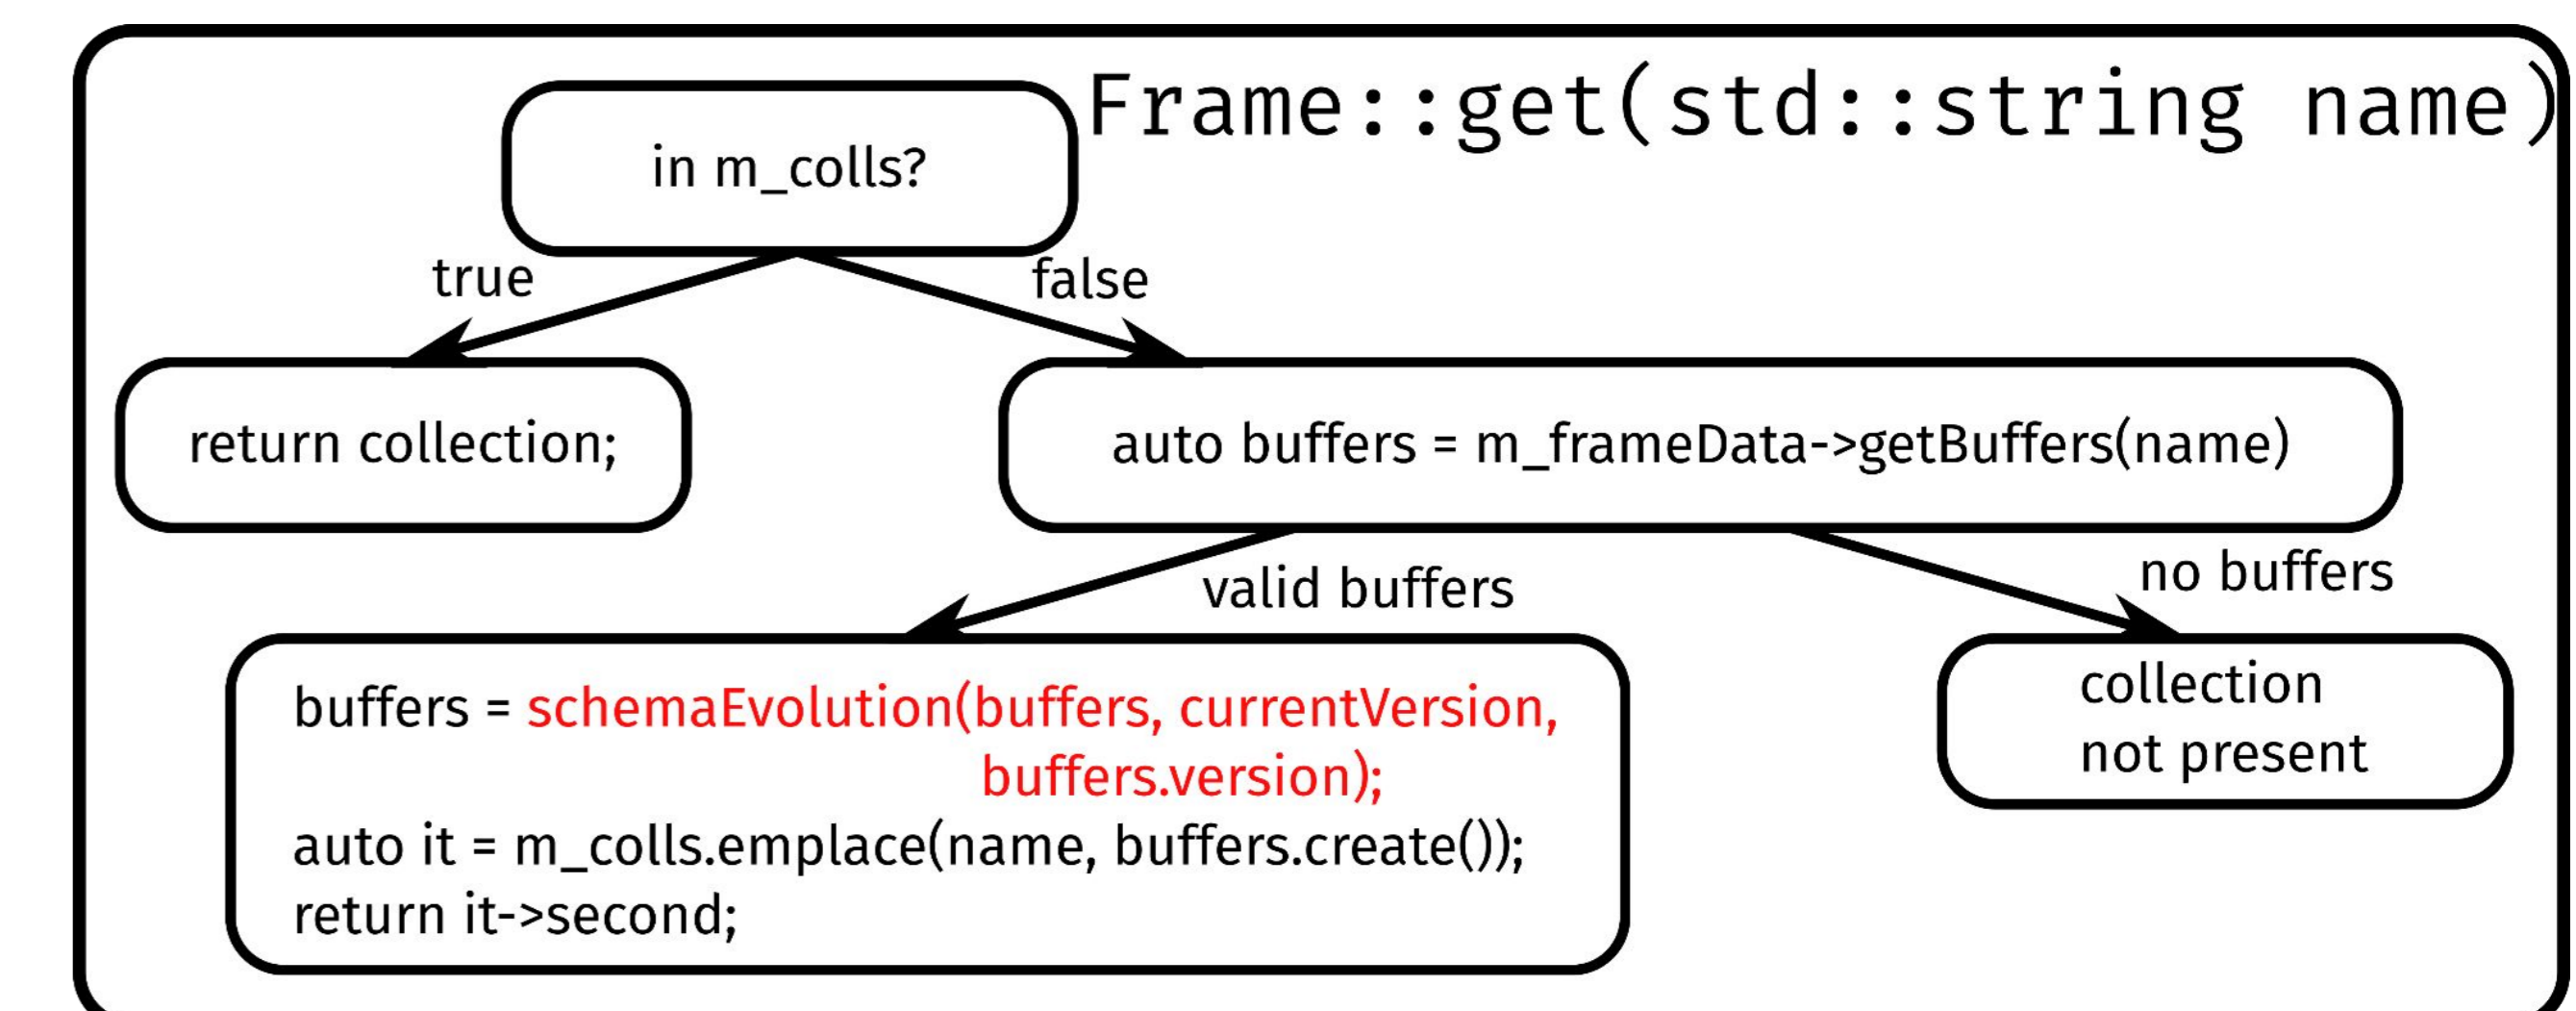 Frame::get(std::string name)
in m_colls?
true
false
return collection;
auto buffers = m_frameData->getBuffers(name)
valid buffers
no buffers
buffers = schemaEvolution(buffers, currentVersion,
buffers.version);
auto it = m_colls.emplace(name, buffers.create());
return it->second;
collection
not present